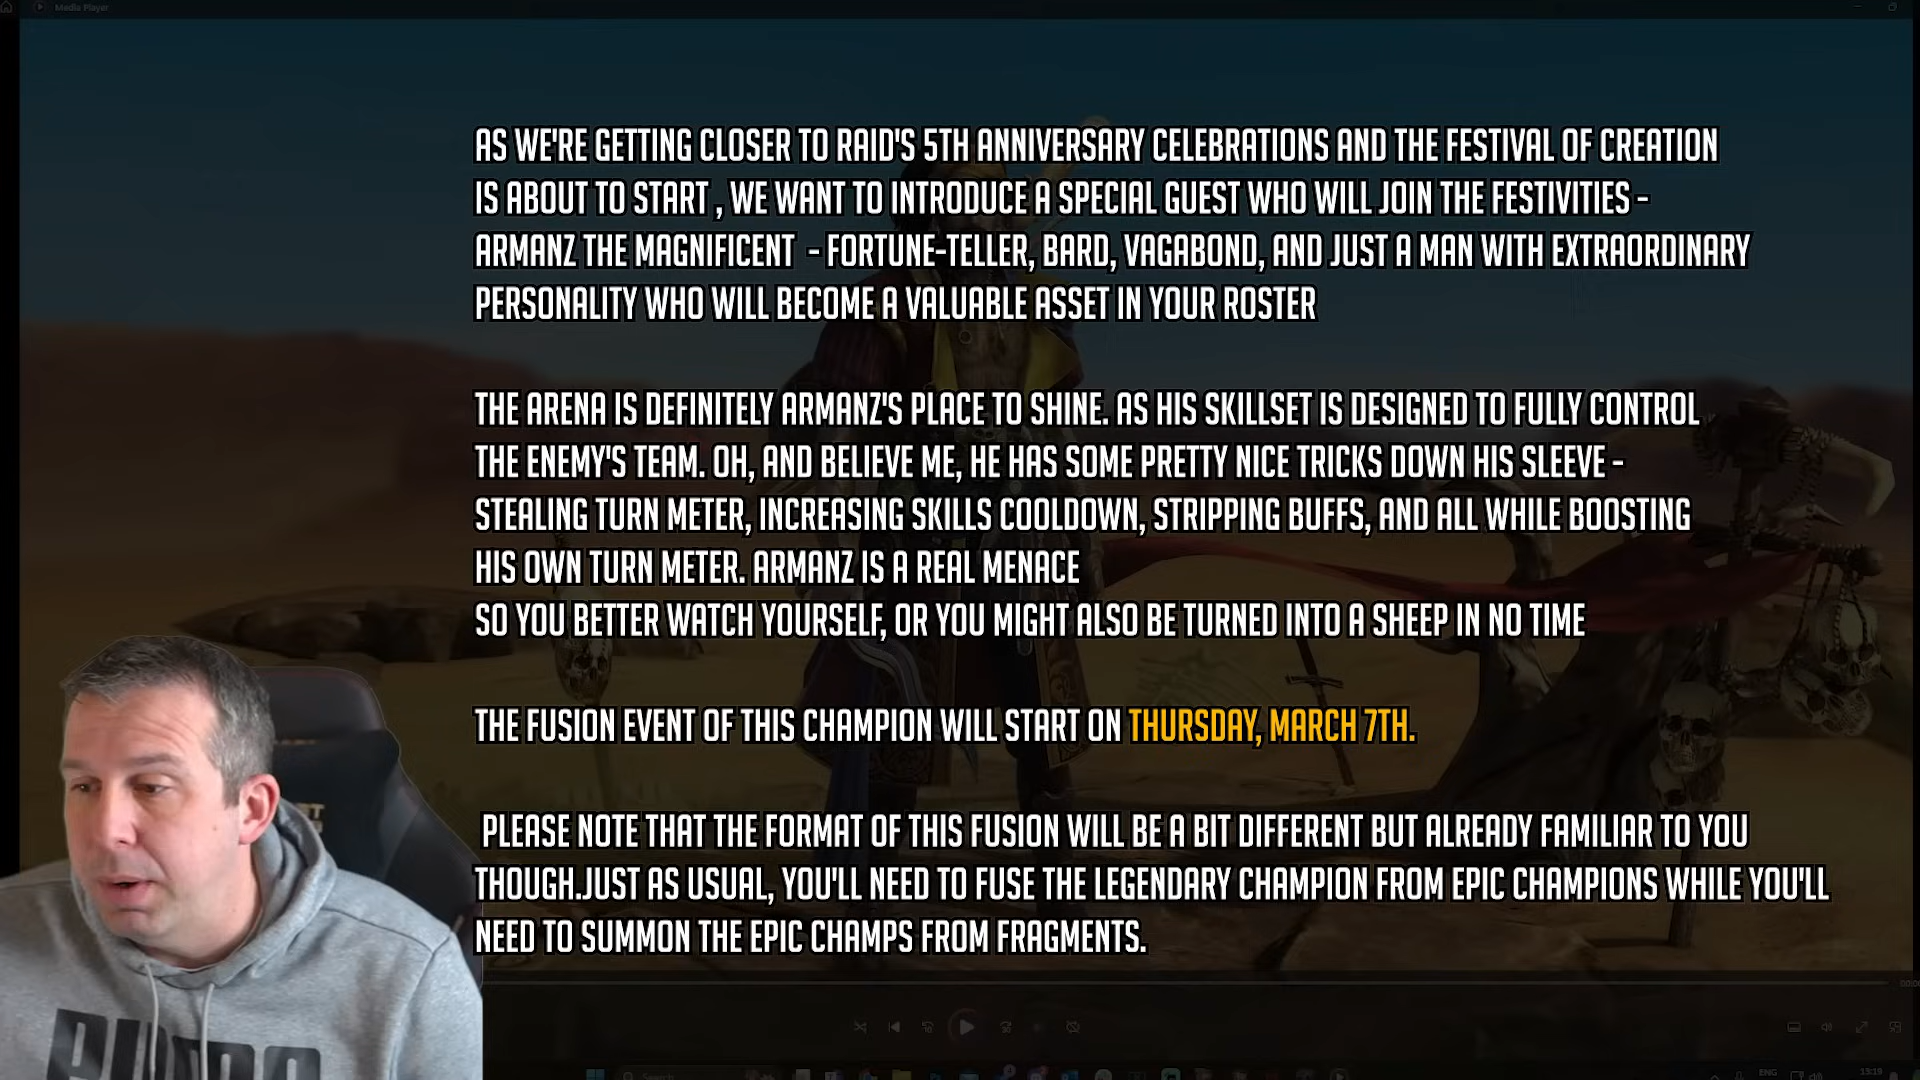 Media Player
AS WE'RE GETTING CLOSER TO RAID'S 5TH ANNIVERSARY CELEBRATIONS AND THE FESTIVAL OF CREATION
IS ABOUT TO START , WE WANT TO INTRODUCE A SPECIAL GUEST WHO WILL JOIN THE FESTIVITIES -
ARMANZ THE MAGNIFICENT - FORTUNE-TELLER, BARD, VAGABOND, AND JUST A MAN WITH EXTRAORDINARY
PERSONALITY WHO WILL BECOME A VALUABLE ASSET IN YOUR ROSTER
THE ARENA IS DEFINITELY ARMANZ'S PLACE TO SHINE. AS HIS SKILLSET IS DESIGNED TO FULLY CONTROL
THE ENEMY'S TEAM. OH, AND BELIEVE ME, HE HAS SOME PRETTY NICE TRICKS DOWN HIS SLEEVE -
STEALING TURN METER, INCREASING SKILLS COOLDOWN, STRIPPING BUFFS, AND ALL WHILE BOOSTING
HIS OWN TURN METER. ARMANZ IS A REAL MENACE
SO YOU BETTER WATCH YOURSELF, OR YOU MIGHT ALSO BE TURNED INTO A SHEEP IN NO TIME
THE FUSION EVENT OF THIS CHAMPION WILL START ON THURSDAY, MARCH 7TH.
PLEASE NOTE THAT THE FORMAT OF THIS FUSION WILL BE A BIT DIFFERENT BUT ALREADY FAMILIAR TO YOU
THOUGH.JUST AS USUAL, YOU'LL NEED TO FUSE THE LEGENDARY CHAMPION FROM EPIC CHAMPIONS WHILE YOU'LL
NEED TO SUMMON THE EPIC CHAMPS FROM FRAGMENTS.
Search
ENG
13:19